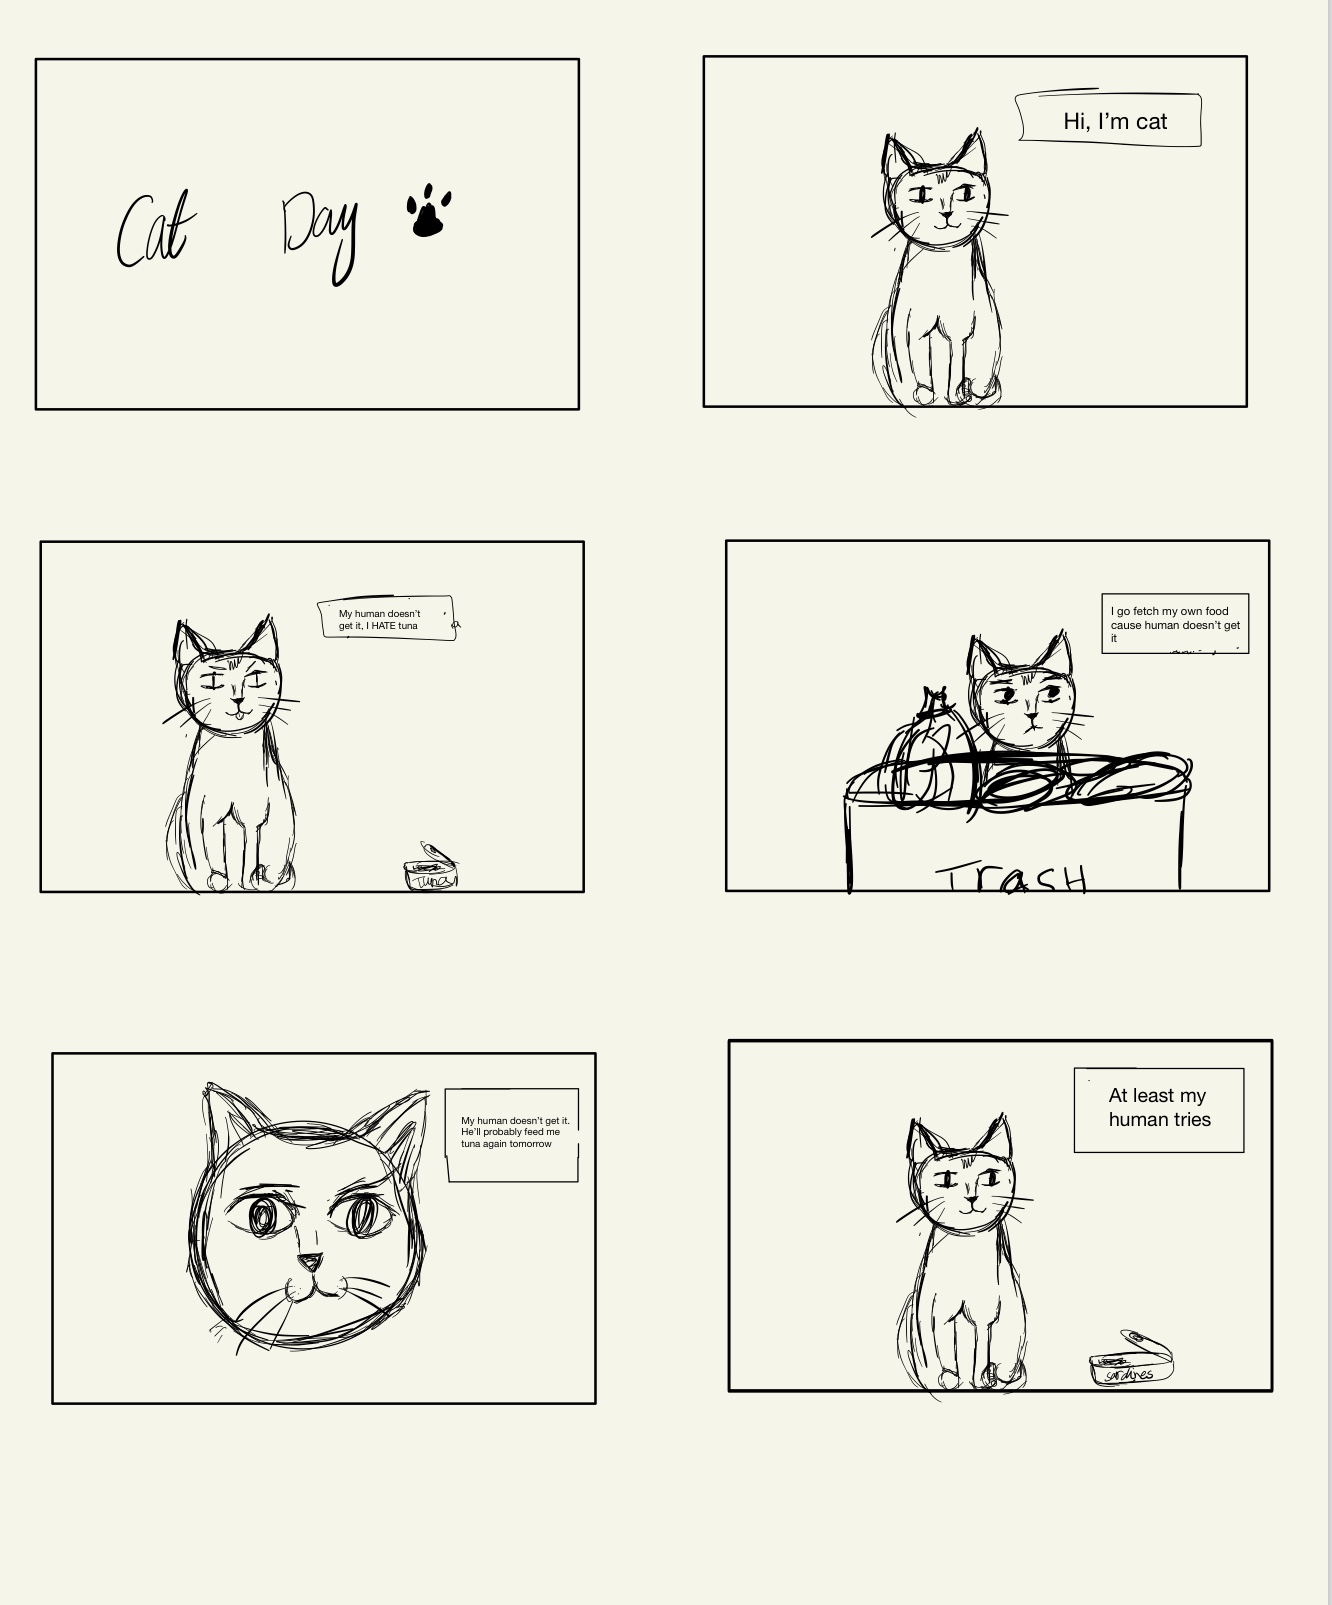 Cat Day
Hi, I'm cat
My human doesn't
get it, I HATE tuna
Tuna
I go fetch my own food
cause human doesn't get
it
TrasH
My human doesn't get it.
He'll probably feed me
tuna again tomorrow
At least my
human tries
sardines